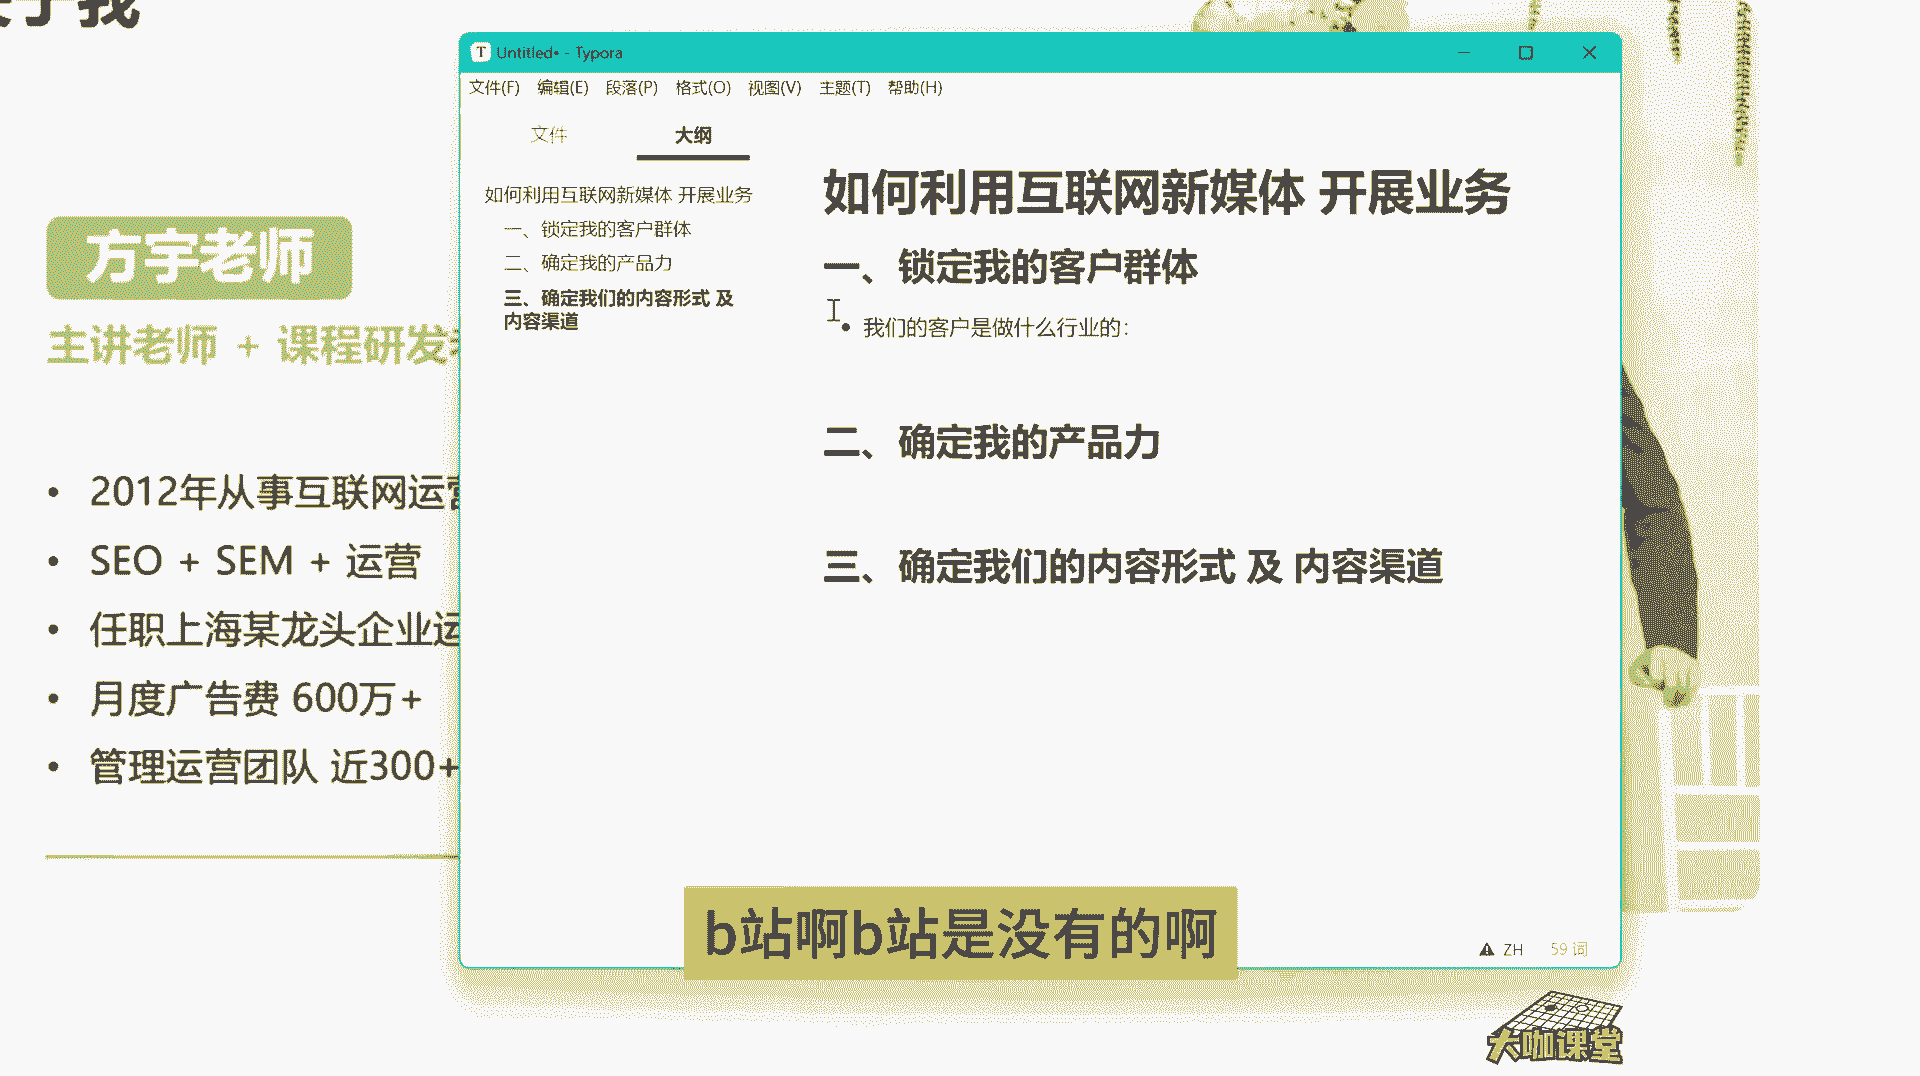 关于我
方宇老师
主讲老师 + 课程研发
2012年从事互联网运营
SEO + SEM + 运营
任职上海某龙头企业运
月度广告费 600万+
管理运营团队 近300+
Untitled• - Typora
文件(F) 编辑(E) 段落(P) 格式(O) 视图(V) 主题(T) 帮助(H)
文件 大纲
如何利用互联网新媒体 开展业务
一、锁定我的客户群体
二、确定我的产品力
三、确定我们的内容形式 及
内容渠道
如何利用互联网新媒体 开展业务
一、锁定我的客户群体
• 我们的客户是做什么行业的：
二、确定我的产品力
三、确定我们的内容形式 及 内容渠道
ZH 59 词
b站啊b站是没有的啊
大咖课堂